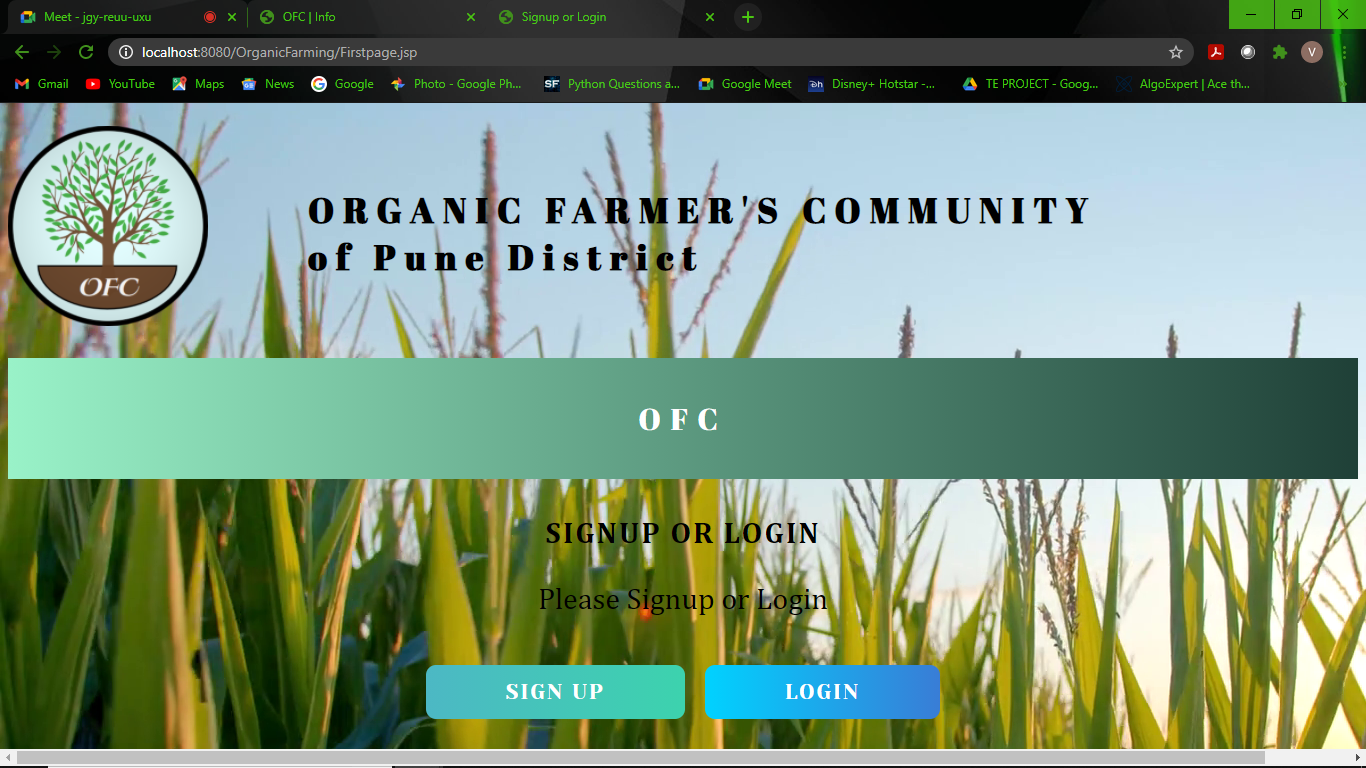 Meet - jgy-reuu-uxu
OFC | Info
Signup or Login
localhost:8080/OrganicFarming/Firstpage.jsp
V
Gmail
YouTube
Maps
News
Google
Photo - Google Ph...
SF
Python Questions a...
Google Meet
Disney+ Hotstar -...
TE PROJECT - Goog...
AlgoExpert | Ace th...
OFC
ORGANIC FARMER'S COMMUNITY
of Pune District
OFC
SIGNUP OR LOGIN
Please Signup or Login
SIGN UP
LOGIN